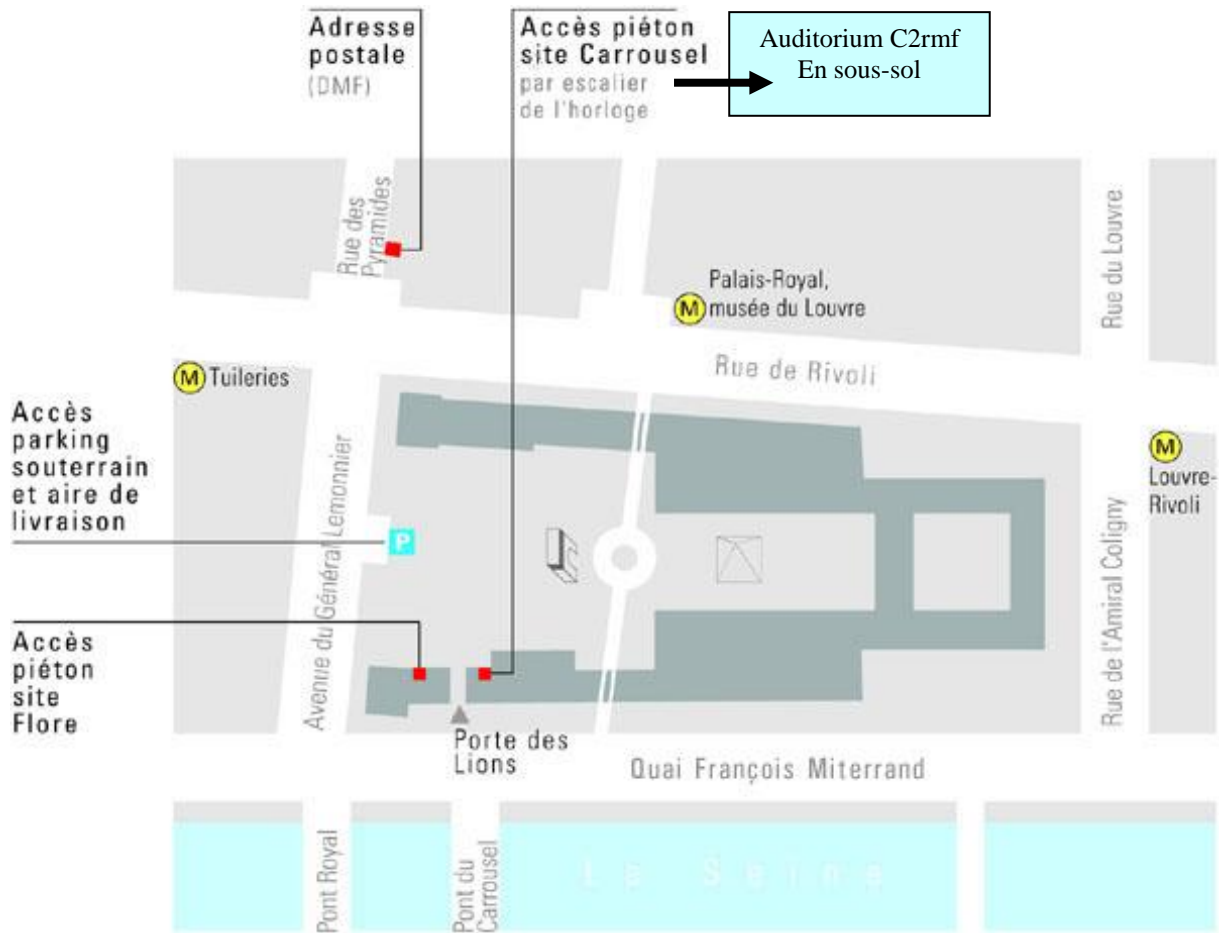 Adresse
postale
(DMF)
Accès piéton
site Carrousel
par escalier
de l'horloge
Auditorium C2rmf
En sous-sol
Rue des
Pyramides
Rue du Louvre
Palais-Royal,
M musée du Louvre
Rue de Rivoli
M Tuileries
Accès
parking
souterrain
et aire de
livraison
P
Avenue du Général Lemonnier
M
Louvre-
Rivoli
Rue de l'Amiral Coligny
Accès
piéton
site
Flore
Porte des
Lions
Quai François Miterrand
Pont Royal
Pont du
Carrousel
La Seine